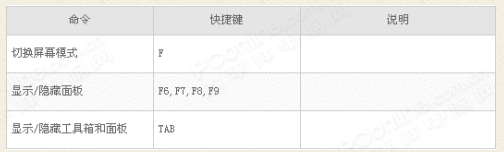 命令 快捷键 说明
切换屏幕模式 F
显示/隐藏面板 F6,F7,F8,F9
显示/隐藏工具箱和面板 TAB